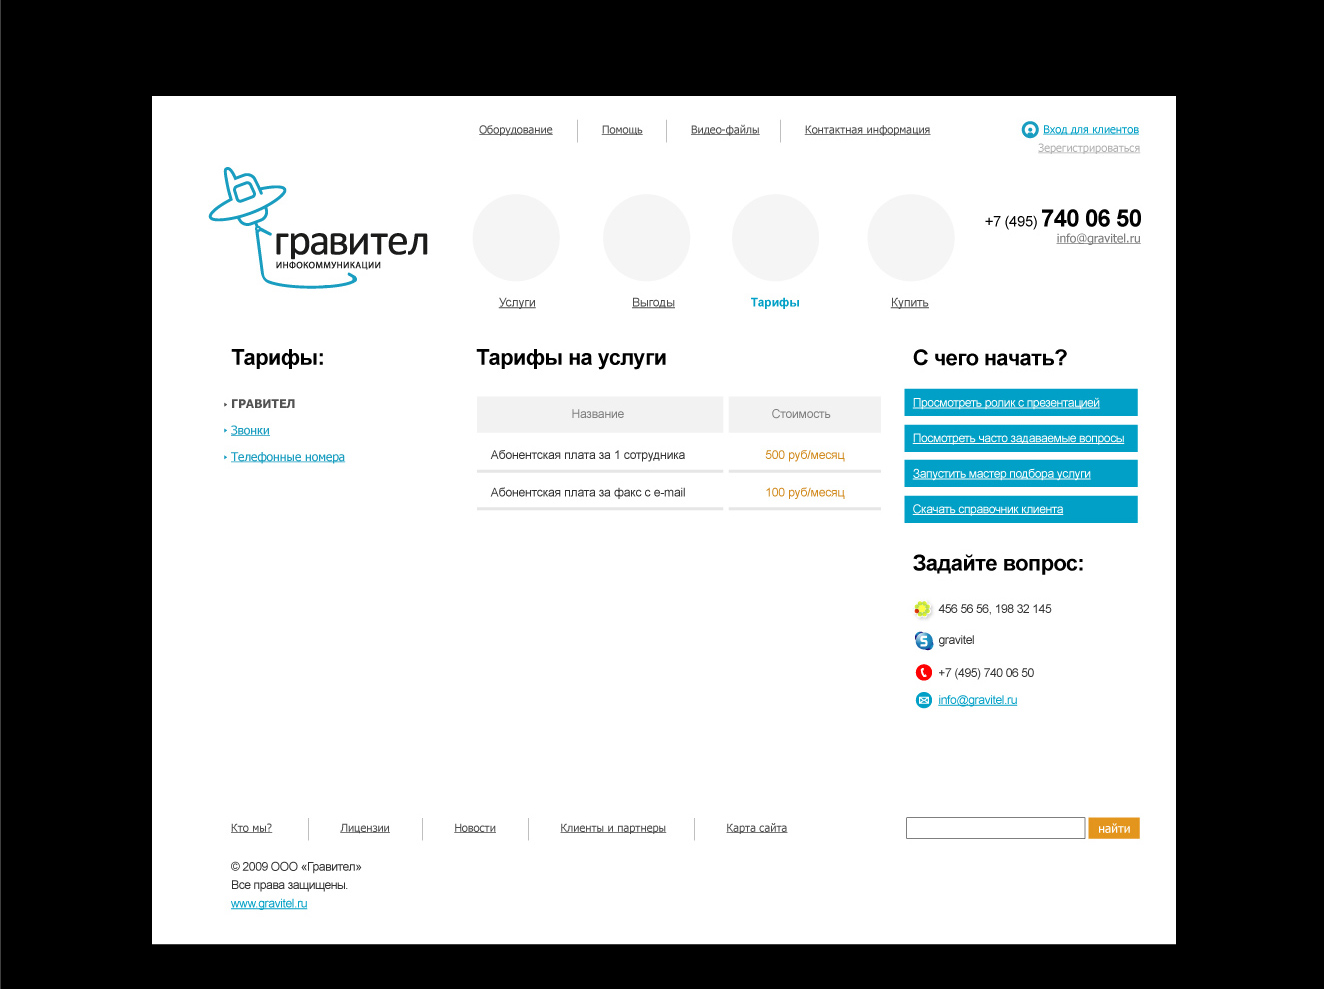 Оборудование
Помощь
Видео-файлы
Контактная информация
Вход для клиентов
Зерегистрироваться
гравител
ИНФОКОММУНИКАЦИИ
+7 (495) 740 06 50
info@gravitel.ru
Услуги
Выгоды
Тарифы
Купить
Тарифы:
ГРАВИТЕЛ
Звонки
Телефонные номера
Тарифы на услуги
Название Стоимость
Абонентская плата за 1 сотрудника 500 руб/месяц
Абонентская плата за факс с e-mail 100 руб/месяц
С чего начать?
Просмотреть ролик с презентацией
Посмотреть часто задаваемые вопросы
Запустить мастер подбора услуги
Скачать справочник клиента
Задайте вопрос:
456 56 56, 198 32 145
gravitel
+7 (495) 740 06 50
info@gravitel.ru
Кто мы?
Лицензии
Новости
Клиенты и партнеры
Карта сайта
найти
© 2009 ООО «Гравител»
Все права защищены.
www.gravitel.ru